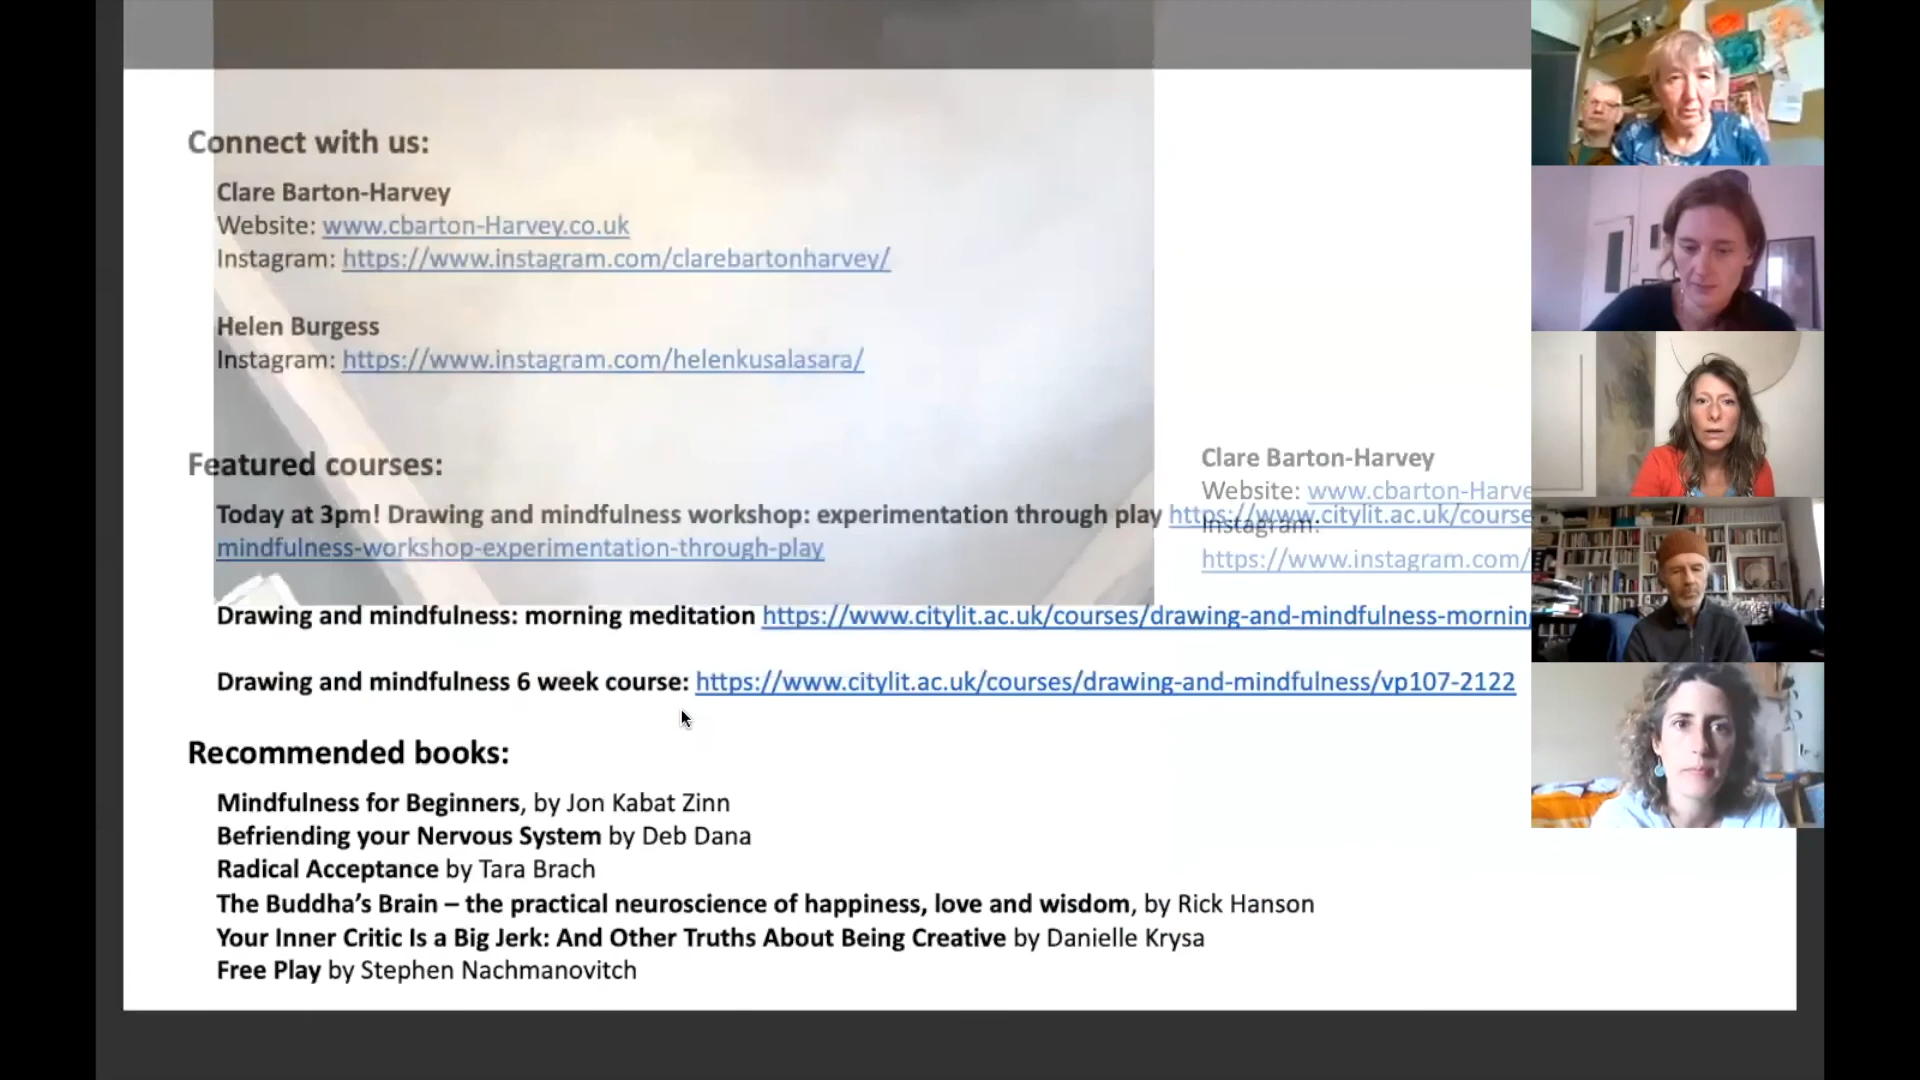 Connect with us:
Clare Barton-Harvey
Website: www.cbarton-Harvey.co.uk
Instagram: https://www.instagram.com/clarebartonharvey/
Helen Burgess
Instagram: https://www.instagram.com/helenkusalasara/
Featured courses:
Today at 3pm! Drawing and mindfulness workshop: experimentation through play https://www.citylit.ac.uk/course
mindfulness-workshop-experimentation-through-play
Drawing and mindfulness: morning meditation https://www.citylit.ac.uk/courses/drawing-and-mindfulness-morning
Drawing and mindfulness 6 week course: https://www.citylit.ac.uk/courses/drawing-and-mindfulness/vp107-2122
Clare Barton-Harvey
Website: www.cbarton-Harve
Instagram:
https://www.instagram.com/
Recommended books:
Mindfulness for Beginners, by Jon Kabat Zinn
Befriending your Nervous System by Deb Dana
Radical Acceptance by Tara Brach
The Buddha’s Brain – the practical neuroscience of happiness, love and wisdom, by Rick Hanson
Your Inner Critic Is a Big Jerk: And Other Truths About Being Creative by Danielle Krysa
Free Play by Stephen Nachmanovitch